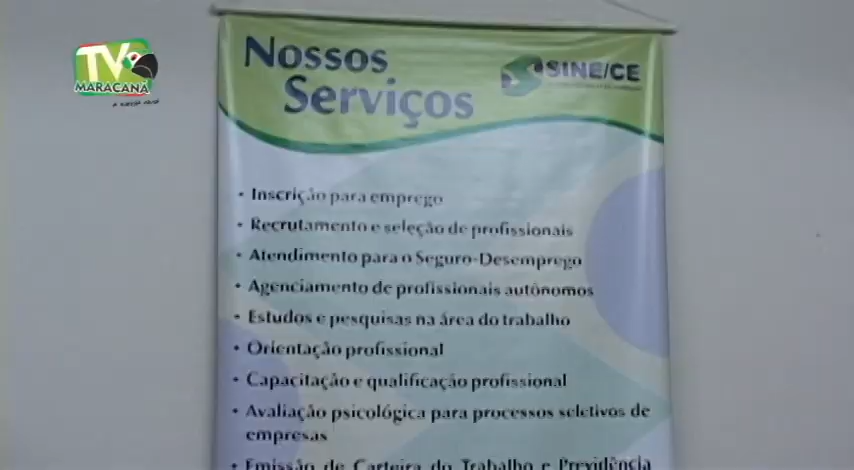 TV
MARACANÃ
Nossos
Serviços
SINE/CE
• Inscrição para emprego
• Recrutamento e seleção de profissionais
• Atendimento para o Seguro-Desemprego
• Agenciamento de profissionais autônomos
• Estudos e pesquisas na área do trabalho
• Orientação profissional
• Capacitação e qualificação profissional
• Avaliação psicológica para processos seletivos de
empresas
• Emissão de Carteira do Trabalho e Previdência